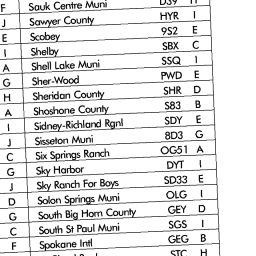 F Sauk Centre Muni D39 H
J Sawyer County HYR I
E Scobey 9S2 E
I Shelby SBX C
A Shell Lake Muni SSQ I
G Sher-Wood PWD E
H Sheridan County SHR D
A Shoshone County S83 B
I Sidney-Richland Rgnl SDY E
J Sisseton Muni 8D3 G
C Six Springs Ranch OG51 A
G Sky Harbor DYT I
J Sky Ranch For Boys SD33 E
D Solon Springs Muni OLG I
G South Big Horn County GEY D
C South St Paul Muni SGS I
F Spokane Intl GEG B
STC H